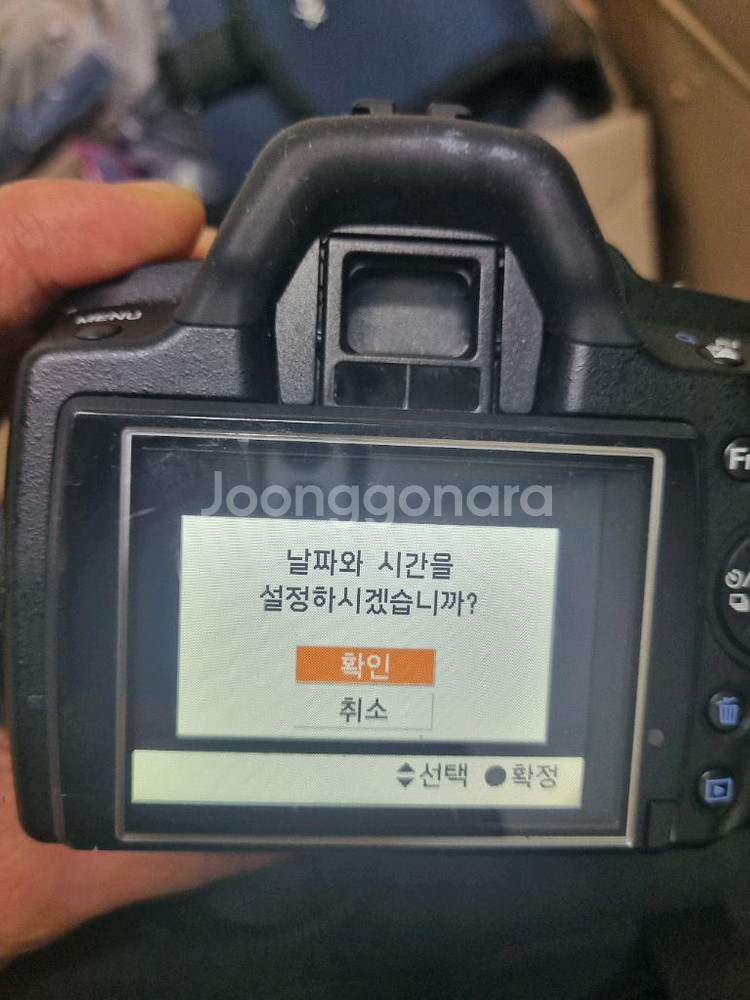 MENU
Fn
Joonggonara
날짜와 시간을
설정하시겠습니까?
확인
취소
선택 확정